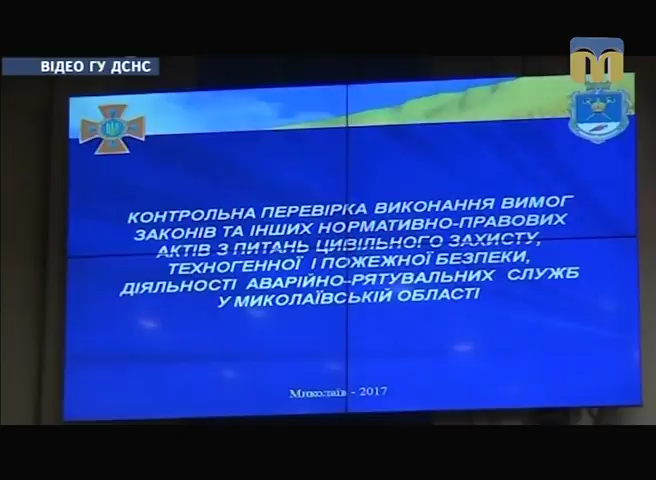 ВІДЕО ГУ ДСНС
КОНТРОЛЬНА ПЕРЕВІРКА ВИКОНАННЯ ВИМОГ
ЗАКОНІВ ТА ІНШИХ НОРМАТИВНО-ПРАВОВИХ
АКТІВ З ПИТАНЬ ЦИВІЛЬНОГО ЗАХИСТУ,
ТЕХНОГЕННОЇ І ПОЖЕЖНОЇ БЕЗПЕКИ,
ДІЯЛЬНОСТІ АВАРІЙНО-РЯТУВАЛЬНИХ СЛУЖБ
У МИКОЛАЇВСЬКІЙ ОБЛАСТІ
Миколаїв - 2017